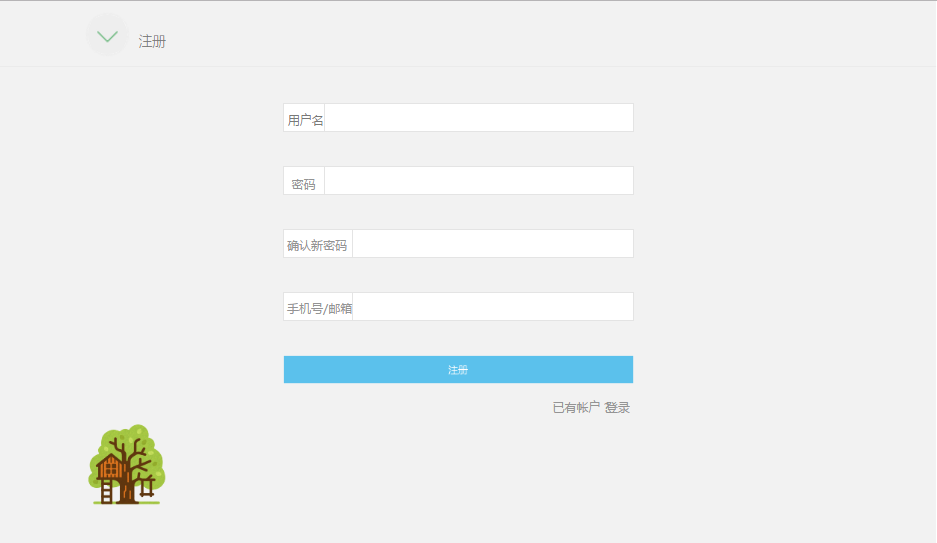 注册
用户名
密码
确认新密码
手机号/邮箱
注册
已有帐户 登录